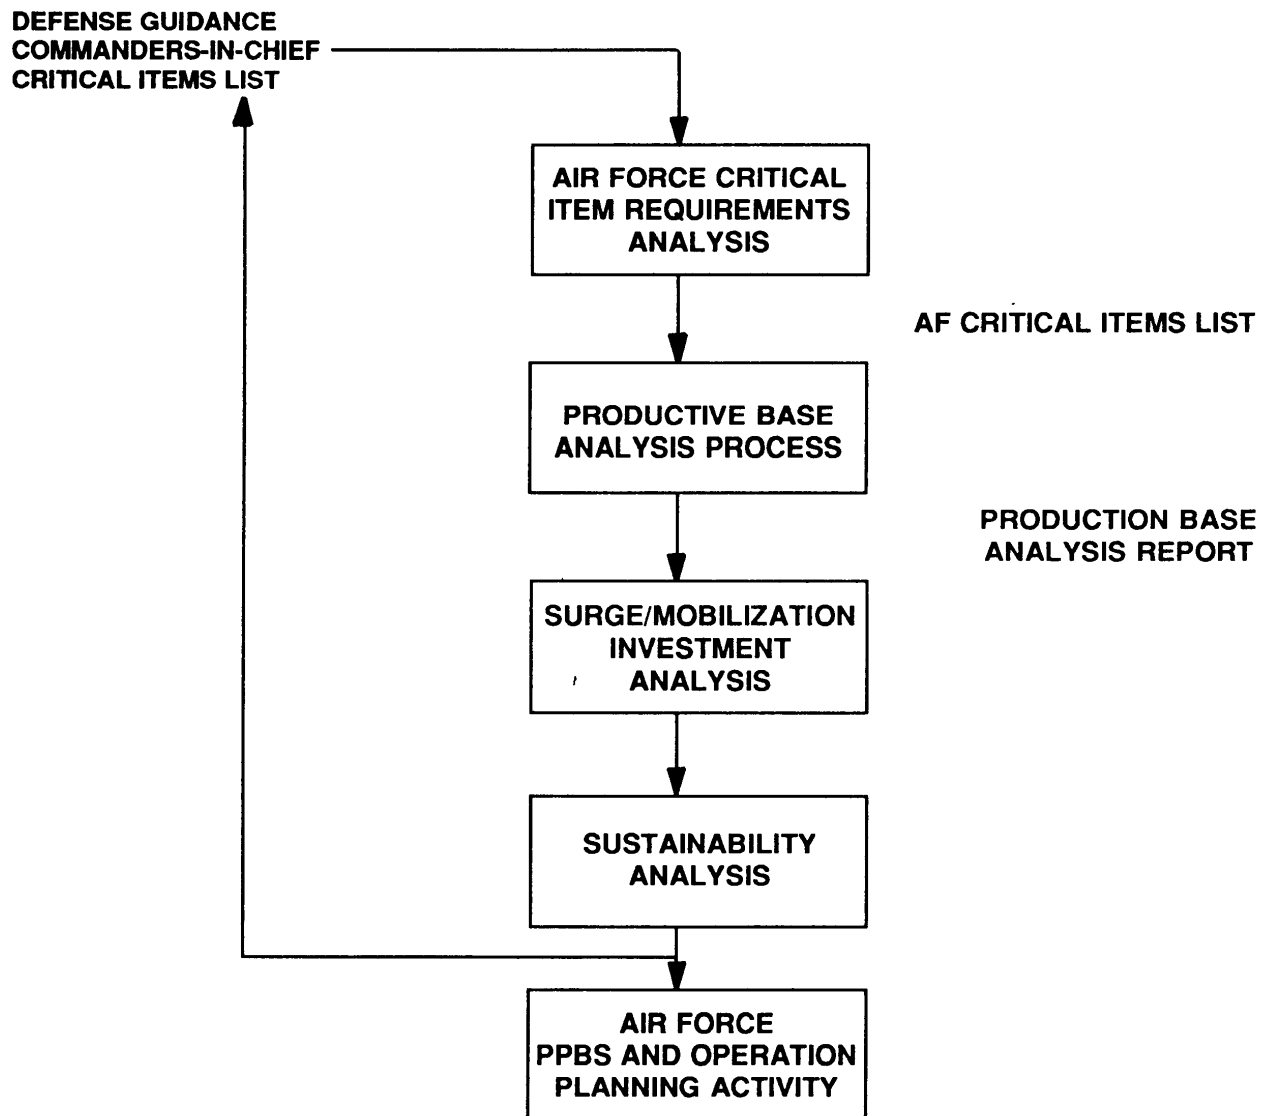 DEFENSE GUIDANCE
COMMANDERS-IN-CHIEF
CRITICAL ITEMS LIST
AIR FORCE CRITICAL
ITEM REQUIREMENTS
ANALYSIS
AF CRITICAL ITEMS LIST
PRODUCTIVE BASE
ANALYSIS PROCESS
PRODUCTION BASE
ANALYSIS REPORT
SURGE/MOBILIZATION
INVESTMENT
ANALYSIS
SUSTAINABILITY
ANALYSIS
AIR FORCE
PPBS AND OPERATION
PLANNING ACTIVITY